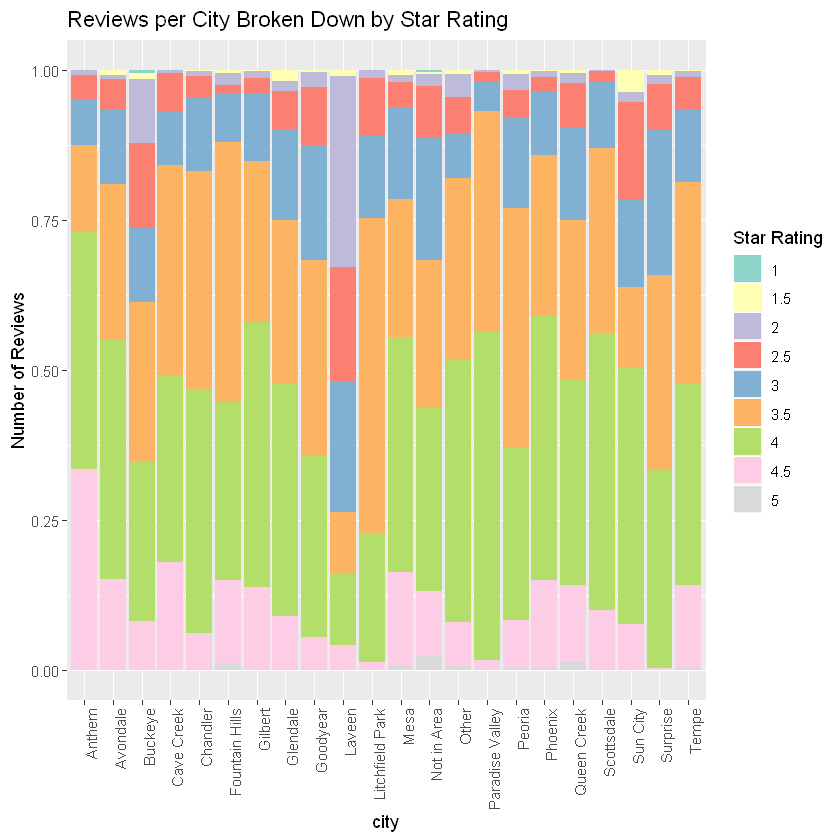 Reviews per City Broken Down by Star Rating
Number of Reviews
1.00
0.75
0.50
0.25
0.00
Anthem
Avondale
Buckeye
Cave Creek
Chandler
Fountain Hills
Gilbert
Glendale
Goodyear
Laveen
Litchfield Park
Mesa
Not in Area
Other
Paradise Valley
Peoria
Phoenix
Queen Creek
Scottsdale
Sun City
Surprise
Tempe
city
Star Rating
1
1.5
2
2.5
3
3.5
4
4.5
5